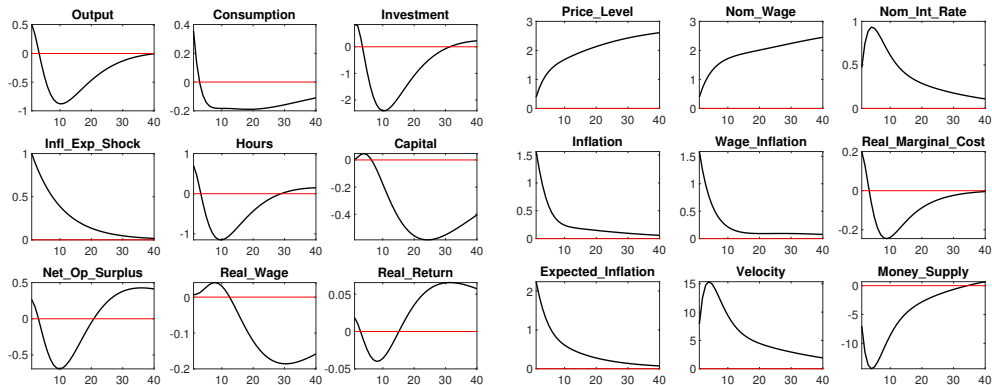 Output Consumption Investment Price_Level Nom_Wage Nom_Int_Rate
0.5 0.4 0 3 3 1
0 0.2 -1 2 2 0.5
-0.5 0 -2 1 1 0
-1 -0.2 0 0
10 20 30 40 10 20 30 40 10 20 30 40 10 20 30 40 10 20 30 40 10 20 30 40
Infl_Exp_Shock Hours Capital Inflation Wage_Inflation Real_Marginal_Cost
1 1 0 1.5 1.5 0.2
0.5 0 -0.2 1 1 0
0 -1 -0.4 0.5 0.5 -0.2
0 0
10 20 30 40 10 20 30 40 10 20 30 40 10 20 30 40 10 20 30 40 10 20 30 40
Net_Op_Surplus Real_Wage Real_Return Expected_Inflation Velocity Money_Supply
0.5 0 0.05 2 15 0
0 -0.1 0 1 10 -5
-0.5 -0.2 -0.05 0 5 -10
0
10 20 30 40 10 20 30 40 10 20 30 40 10 20 30 40 10 20 30 40 10 20 30 40